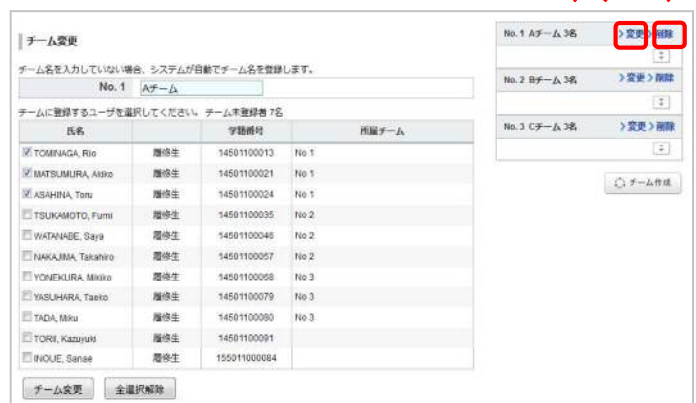 チーム変更
チーム名を入力していない場合、システムが自動でチーム名を登録します。
No. 1 Aチーム
チームに登録するユーザを選択してください。 チーム未登録者 7名
氏名 学籍番号 所属チーム
TOMINAGA, Rio 履修生 14501100013 No 1
MATSUMURA, Akiko 履修生 14501100021 No 1
ASAHINA, Toru 履修生 14501100024 No 1
TSUKAMOTO, Fumi 履修生 14501100035 No 2
WATANABE, Saya 履修生 14501100046 No 2
NAKAJIMA, Takahiro 履修生 14501100057 No 2
YONEKURA, Mikiko 履修生 14501100068 No 3
YASUHARA, Taeko 履修生 14501100079 No 3
TADA, Miku 履修生 14501100080 No 3
TORII, Kazuyuki 履修生 14501100091
INOUE, Sanae 履修生 155011000084
チーム変更 全選択解除
No. 1 Aチーム 3名 >変更 >削除
No. 2 Bチーム 3名 >変更 >削除
No. 3 Cチーム 3名 >変更 >削除
チーム作成